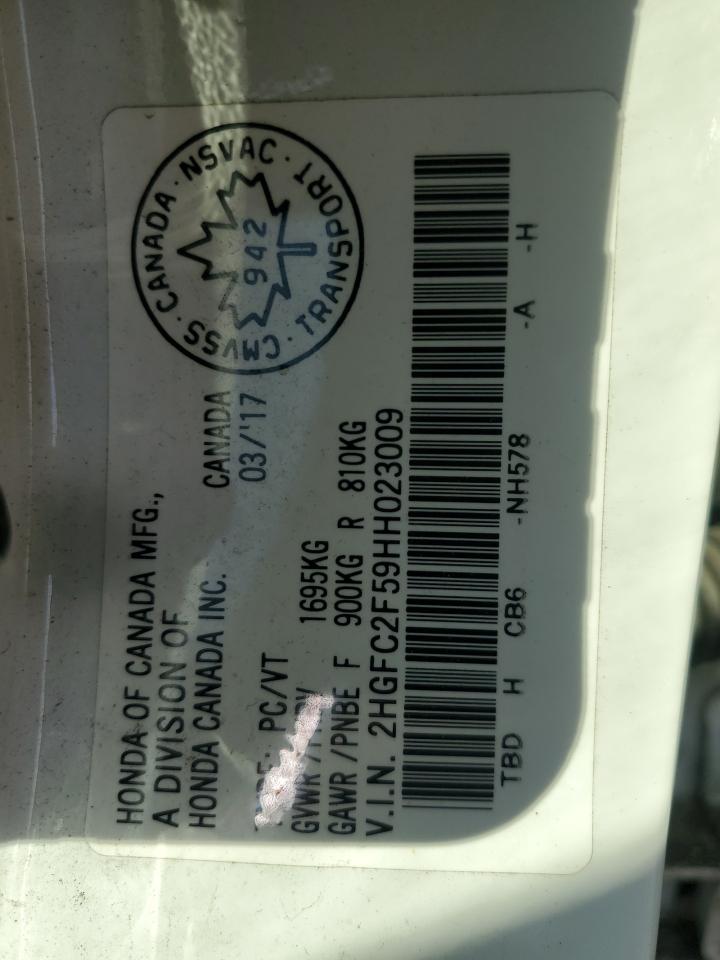 HONDA OF CANADA MFG.,
A DIVISION OF
HONDA CANADA INC.
CANADA
03/'17
CANADA · NSVAC · TRANSPORT · CMVSS ·
942
PC/VT
GVWR 1695KG
GAWR/PNBE F 900KG R 810KG
V.I.N. 2HGFC2F59HH023009
TBD H CB6 -NH578 -A -H